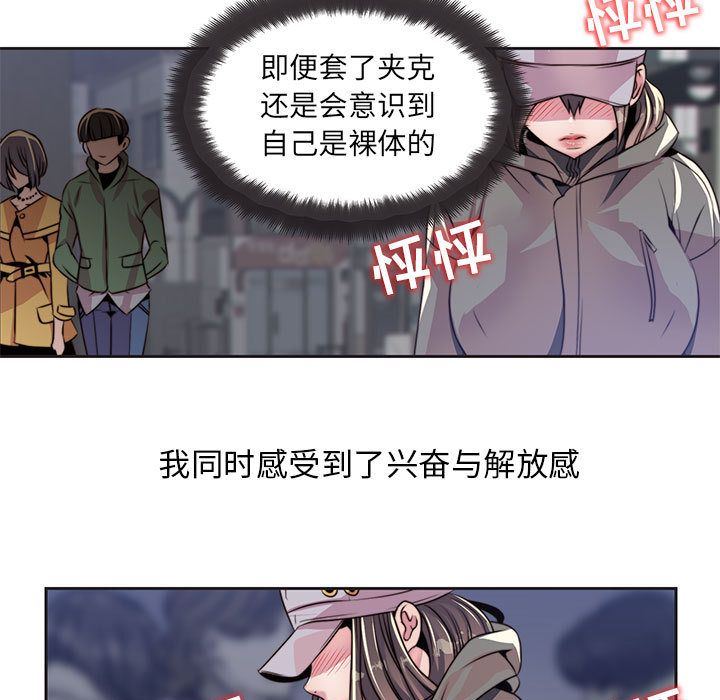 怦怦
即便套了夹克
还是会意识到
自己是裸体的
怦怦
我同时感受到了兴奋与解放感